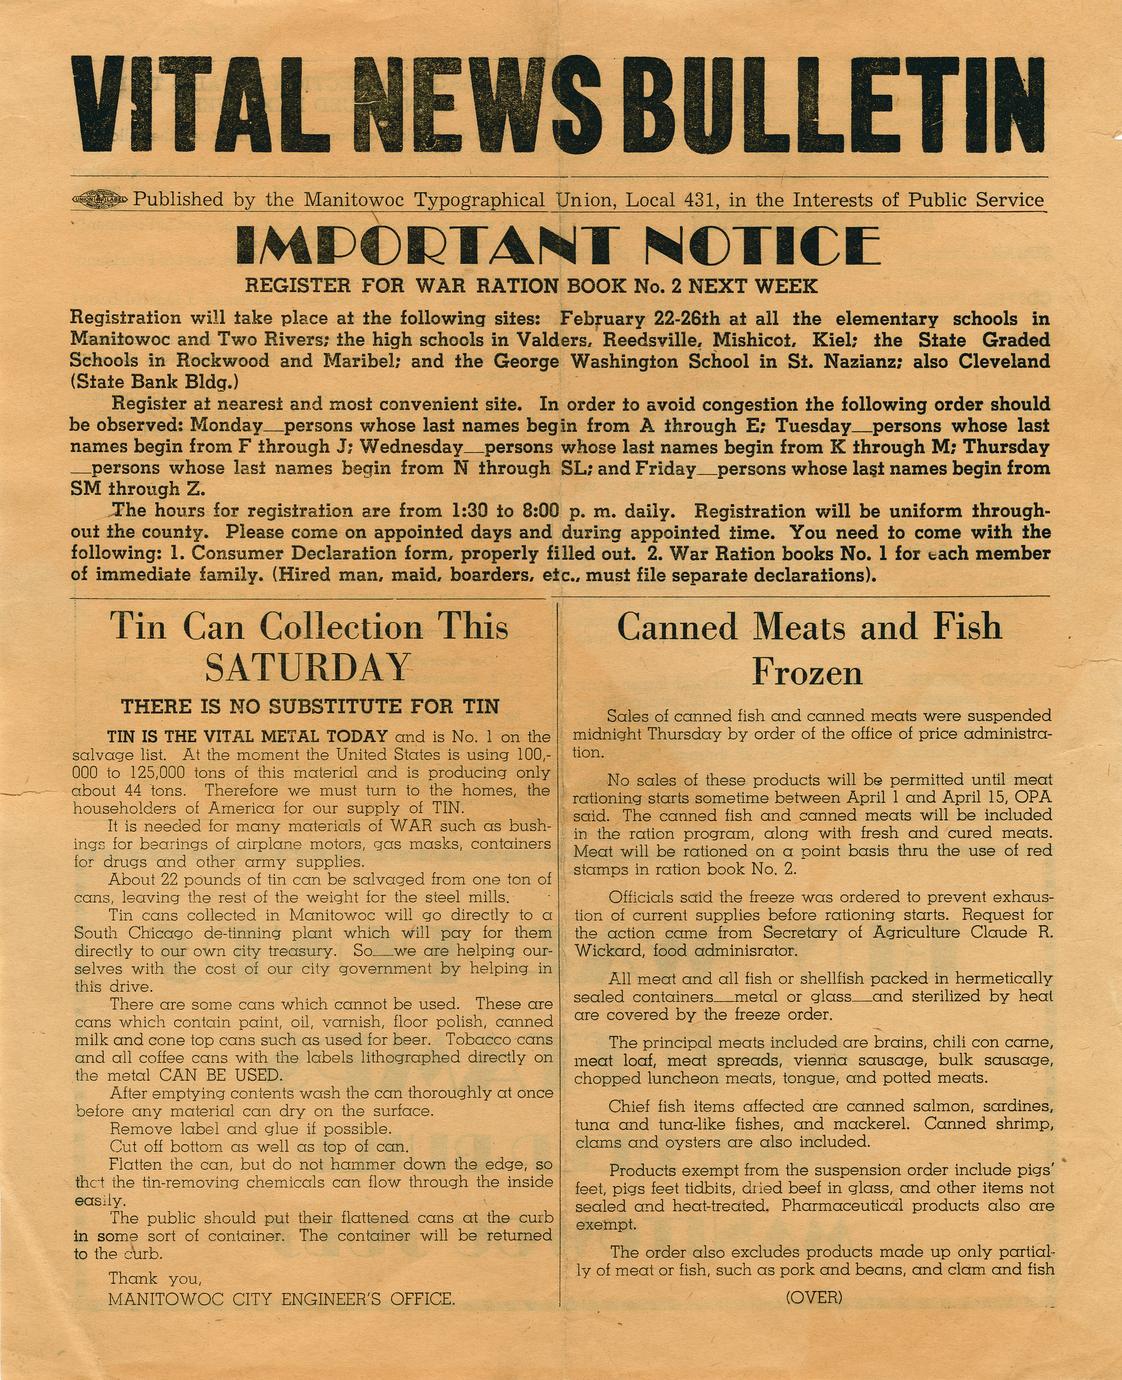 VITAL NEWS BULLETIN
Published by the Manitowoc Typographical Union, Local 431, in the Interests of Public Service
IMPORTANT NOTICE
REGISTER FOR WAR RATION BOOK No. 2 NEXT WEEK
Registration will take place at the following sites: February 22-26th at all the elementary schools in
Manitowoc and Two Rivers; the high schools in Valders, Reedsville, Mishicot, Kiel; the State Graded
Schools in Rockwood and Maribel; and the George Washington School in St. Nazianz; also Cleveland
(State Bank Bldg.)
Register at nearest and most convenient site. In order to avoid congestion the following order should
be observed: Monday__persons whose last names begin from A through E; Tuesday__persons whose last
names begin from F through J; Wednesday__persons whose last names begin from K through M; Thursday
__persons whose last names begin from N through SL; and Friday__persons whose last names begin from
SM through Z.
The hours for registration are from 1:30 to 8:00 p. m. daily. Registration will be uniform through-
out the county. Please come on appointed days and during appointed time. You need to come with the
following: 1. Consumer Declaration form, properly filled out. 2. War Ration books No. 1 for each member
of immediate family. (Hired man, maid, boarders, etc., must file separate declarations).
Tin Can Collection This
SATURDAY
THERE IS NO SUBSTITUTE FOR TIN
TIN IS THE VITAL METAL TODAY and is No. 1 on the
salvage list. At the moment the United States is using 100,-
000 to 125,000 tons of this material and is producing only
about 44 tons. Therefore we must turn to the homes, the
householders of America for our supply of TIN.
It is needed for many materials of WAR such as bush-
ings for bearings of airplane motors, gas masks, containers
for drugs and other army supplies.
About 22 pounds of tin can be salvaged from one ton of
cans, leaving the rest of the weight for the steel mills.
Tin cans collected in Manitowoc will go directly to a
South Chicago de-tinning plant which will pay for them
directly to our own city treasury. So__we are helping our-
selves with the cost of our city government by helping in
this drive.
There are some cans which cannot be used. These are
cans which contain paint, oil, varnish, floor polish, canned
milk and cone top cans such as used for beer. Tobacco cans
and all coffee cans with the labels lithographed directly on
the metal CAN BE USED.
After emptying contents wash the can thoroughly at once
before any material can dry on the surface.
Remove label and glue if possible.
Cut off bottom as well as top of can.
Flatten the can, but do not hammer down the edge, so
that the tin-removing chemicals can flow through the inside
easily.
The public should put their flattened cans at the curb
in some sort of container. The container will be returned
to the curb.
Thank you,
MANITOWOC CITY ENGINEER'S OFFICE.
Canned Meats and Fish
Frozen
Sales of canned fish and canned meats were suspended
midnight Thursday by order of the office of price administra-
tion.
No sales of these products will be permitted until meat
rationing starts sometime between April 1 and April 15, OPA
said. The canned fish and canned meats will be included
in the ration program, along with fresh and cured meats.
Meat will be rationed on a point basis thru the use of red
stamps in ration book No. 2.
Officials said the freeze was ordered to prevent exhaus-
tion of current supplies before rationing starts. Request for
the action came from Secretary of Agriculture Claude R.
Wickard, food adminisrator.
All meat and all fish or shellfish packed in hermetically
sealed containers__metal or glass__and sterilized by heat
are covered by the freeze order.
The principal meats included are brains, chili con carne,
meat loaf, meat spreads, vienna sausage, bulk sausage,
chopped luncheon meats, tongue, and potted meats.
Chief fish items affected are canned salmon, sardines,
tuna and tuna-like fishes, and mackerel. Canned shrimp,
clams and oysters are also included.
Products exempt from the suspension order include pigs'
feet, pigs feet tidbits, dried beef in glass, and other items not
sealed and heat-treated. Pharmaceutical products also are
exempt.
The order also excludes products made up only partial-
ly of meat or fish, such as pork and beans, and clam and fish
(OVER)